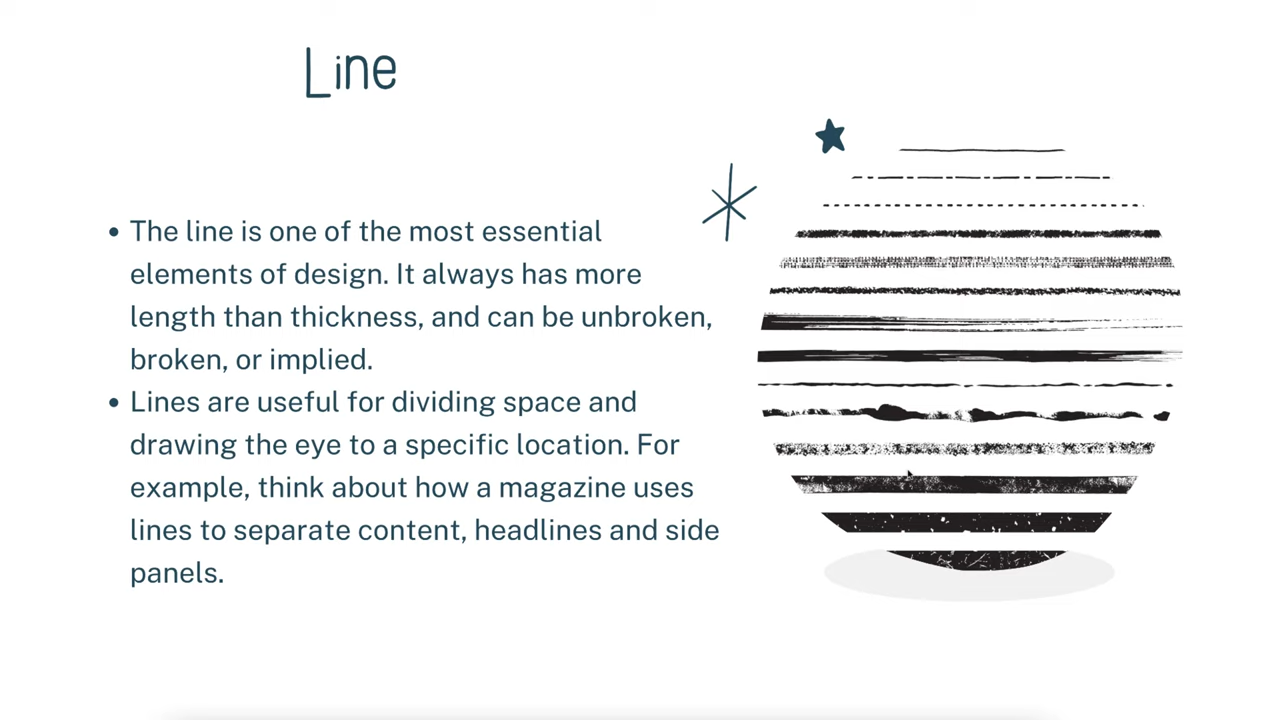 Line
• The line is one of the most essential
elements of design. It always has more
length than thickness, and can be unbroken,
broken, or implied.
• Lines are useful for dividing space and
drawing the eye to a specific location. For
example, think about how a magazine uses
lines to separate content, headlines and side
panels.